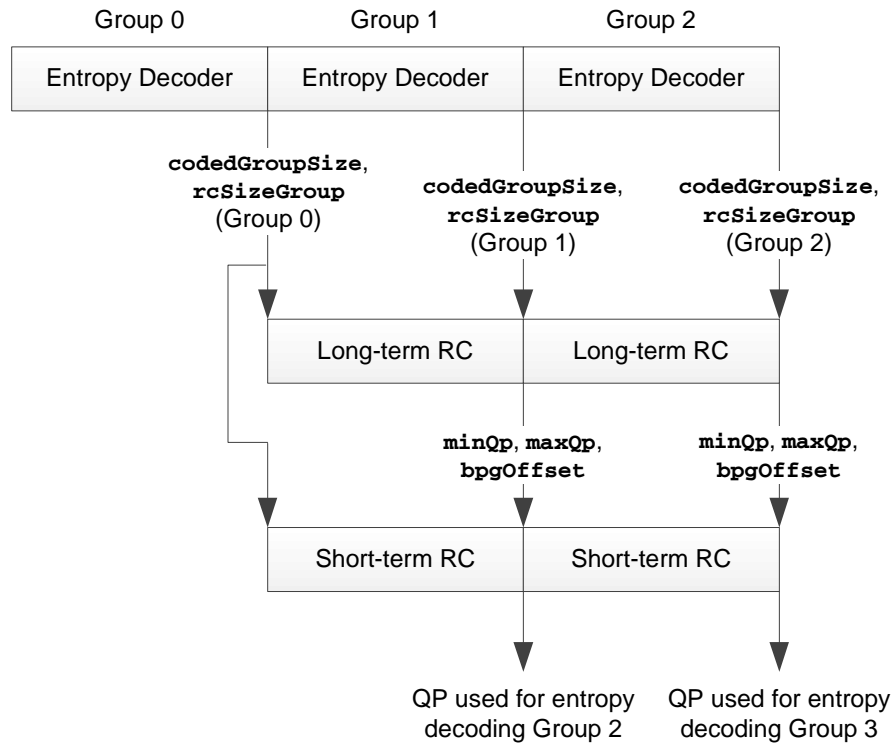 Group 0
Group 1
Group 2
Entropy Decoder
Entropy Decoder
Entropy Decoder
codedGroupSize,
rcSizeGroup
(Group 0)
codedGroupSize,
rcSizeGroup
(Group 1)
codedGroupSize,
rcSizeGroup
(Group 2)
Long-term RC
Long-term RC
minQp, maxQp,
bpgOffset
minQp, maxQp,
bpgOffset
Short-term RC
Short-term RC
QP used for entropy
decoding Group 2
QP used for entropy
decoding Group 3